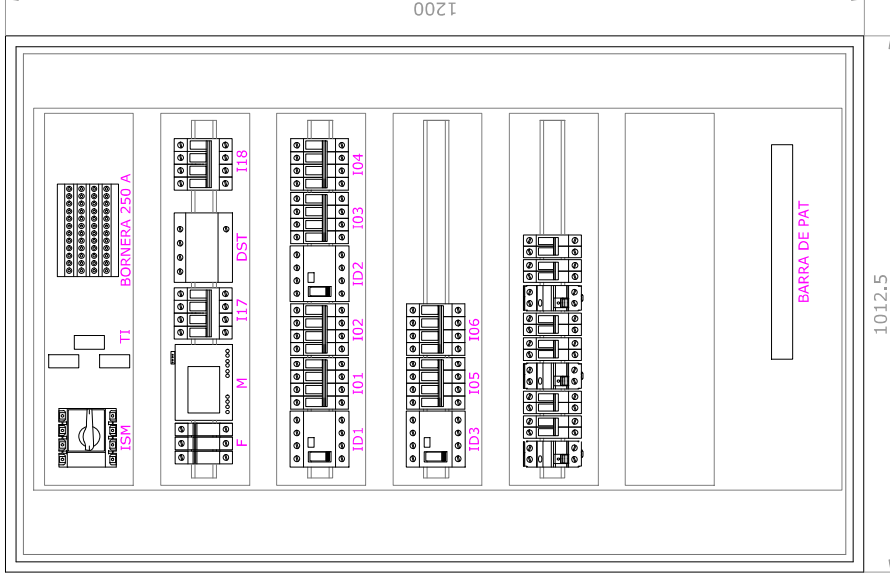 1200
1012.5
BORNERA 250 A
TI
ISM
I18
DST
I17
M
F
I04
I03
ID2
I02
I01
ID1
I06
I05
ID3
BARRA DE PAT